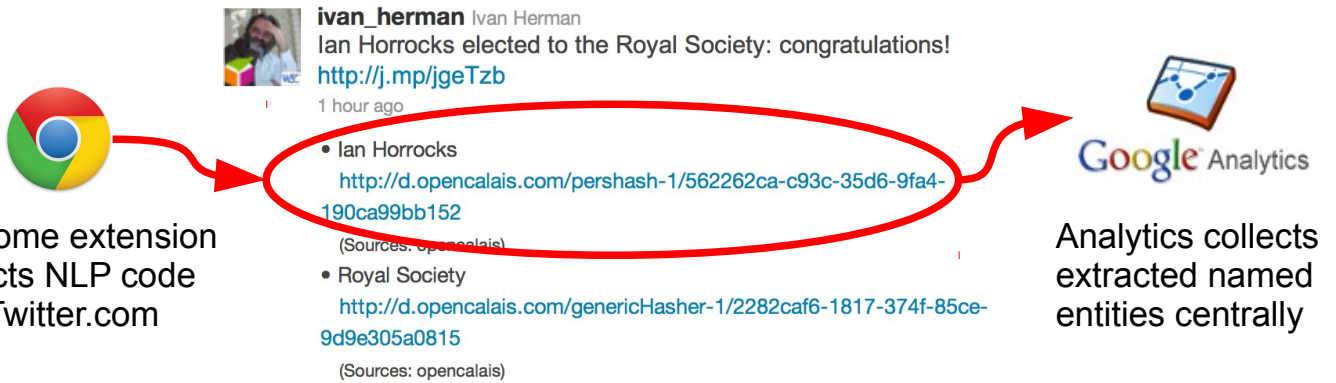 ivan_herman Ivan Herman
Ian Horrocks elected to the Royal Society: congratulations!
http://j.mp/jgeTzb
1 hour ago
• Ian Horrocks
http://d.opencalais.com/pershash-1/562262ca-c93c-35d6-9fa4-
190ca99bb152
(Sources: opencalais)
• Royal Society
http://d.opencalais.com/genericHasher-1/2282caf6-1817-374f-85ce-
9d9e305a0815
(Sources: opencalais)
ome extension
cts NLP code
Twitter.com
Google Analytics
Analytics collects
extracted named
entities centrally